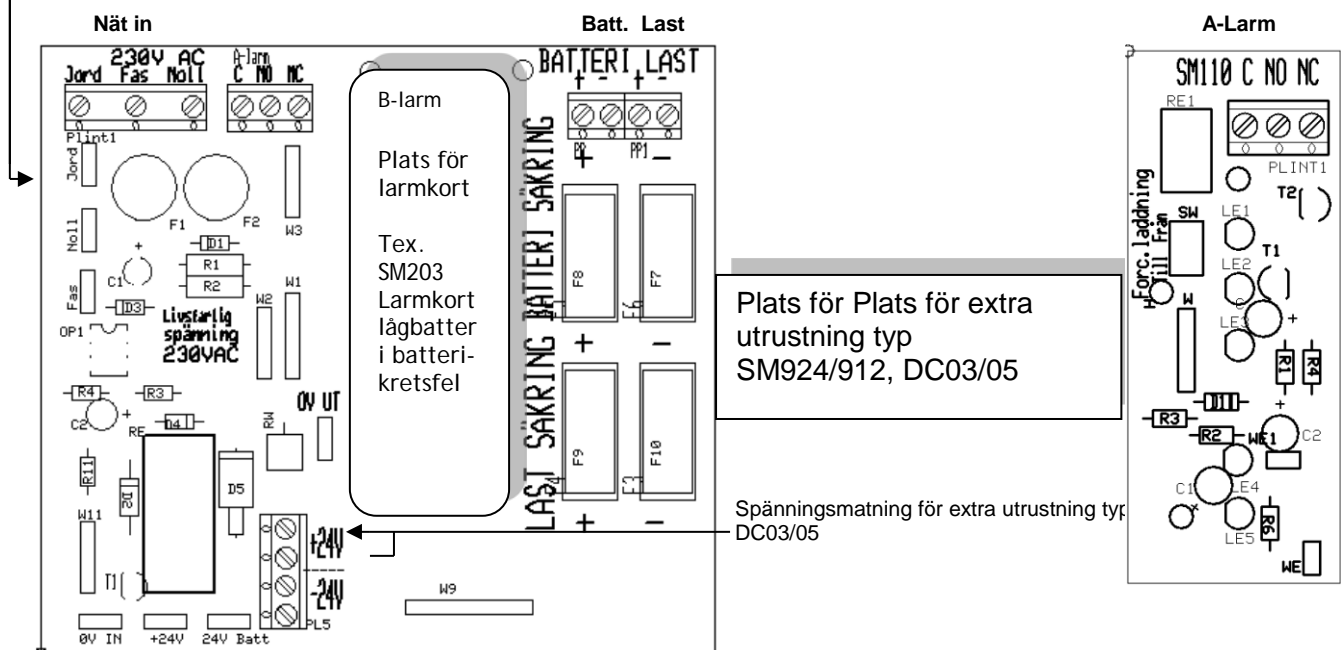 Nät in
Batt. Last
A-Larm
230V AC
Jord Fas Noll
A-larm
C NO NC
BATTERI LAST
+ - + -
Plint1
PP1
Jord
Noll
Fas
F1
F2
W3
D1
R1
R2
C1
+
D3
OP1
Livsfarlig
spänning
230VAC
W2
W1
R4
R3
C2
+
D4
RE
RW
0V UT
R11
D2
D5
W11
T1
+24V
-24V
PL5
0V IN
+24V
24V Batt
W9
B-larm
Plats för
larmkort
Tex.
SM203
Larmkort
lågbatter
i batteri-
kretsfel
BATTERI SÄKRING
LAST SÄKRING
+ -
F8
F7
F6
+ -
F9
F10
F4
F3
+ -
Plats för Plats för extra
utrustning typ
SM924/912, DC03/05
Spänningsmatning för extra utrustning typ
DC03/05
SM110 C NO NC
RE1
PLINT1
T2
Forc.laddning
Till Från
SW
LE1
T1
LE2
W
LE3
+
R1
R4
D1
+
R3
R2
WE1
C2
C1
LE4
+
LE5
R6
WE